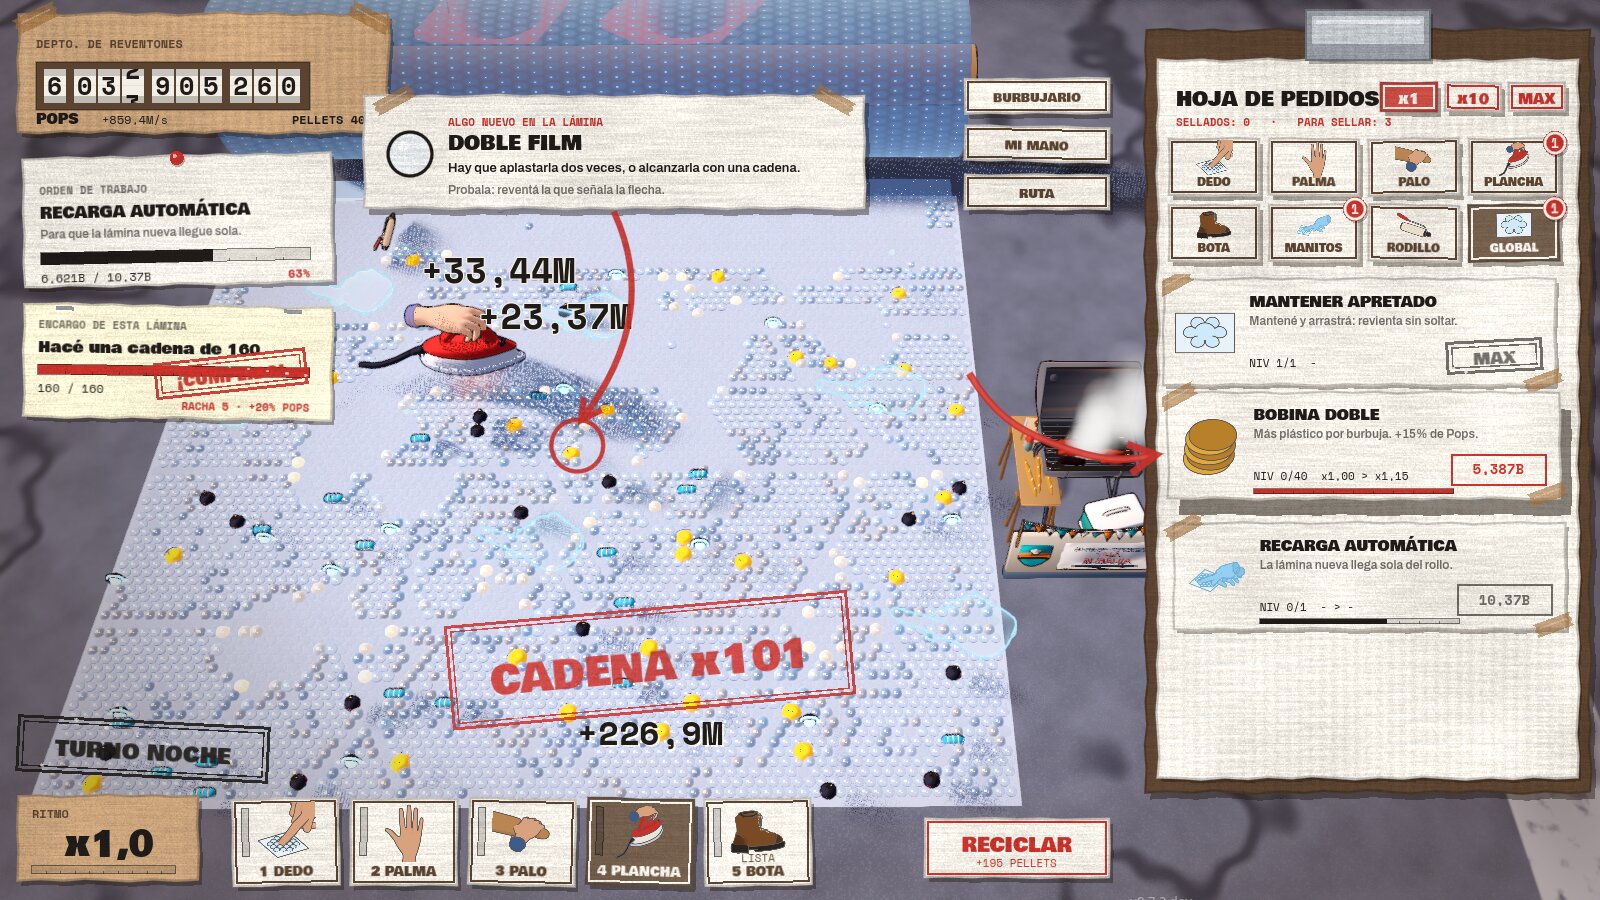 DEPTO. DE REVENTONES
905260
POPS +859,4M/s PELLETS 40
ORDEN DE TRABAJO
RECARGA AUTOMÁTICA
Para que la lámina nueva llegue sola.
6,621B / 10,37B 63%
ENCARGO DE ESTA LÁMINA
Hacé una cadena de 160
160 / 160
RACHA 5 · +20% POPS
ALGO NUEVO EN LA LÁMINA
DOBLE FILM
Hay que aplastarla dos veces, o alcanzarla con una cadena.
Probala: reventá la que señala la flecha.
BURBUJARIO
MI MANO
RUTA
+33,44M
+23,37M
CADENA x101
+226,9M
TURNO NOCHE
RITMO
x1,0
1 DEDO
2 PALMA
3 PALO
4 PLANCHA
LISTA
5 BOTA
RECICLAR
+195 PELLETS
HOJA DE PEDIDOS x1 x10 MAX
SELLADOS: 0 · PARA SELLAR: 3
DEDO
PALMA
PALO
PLANCHA 1
BOTA
MANITOS 1
RODILLO
GLOBAL 1
MANTENER APRETADO
Mantené y arrastrá: revienta sin soltar.
NIV 1/1 -
MAX
BOBINA DOBLE
Más plástico por burbuja. +15% de Pops.
NIV 0/40 x1,00 > x1,15
5,387B
RECARGA AUTOMÁTICA
La lámina nueva llega sola del rollo.
NIV 0/1 - > -
10,37B